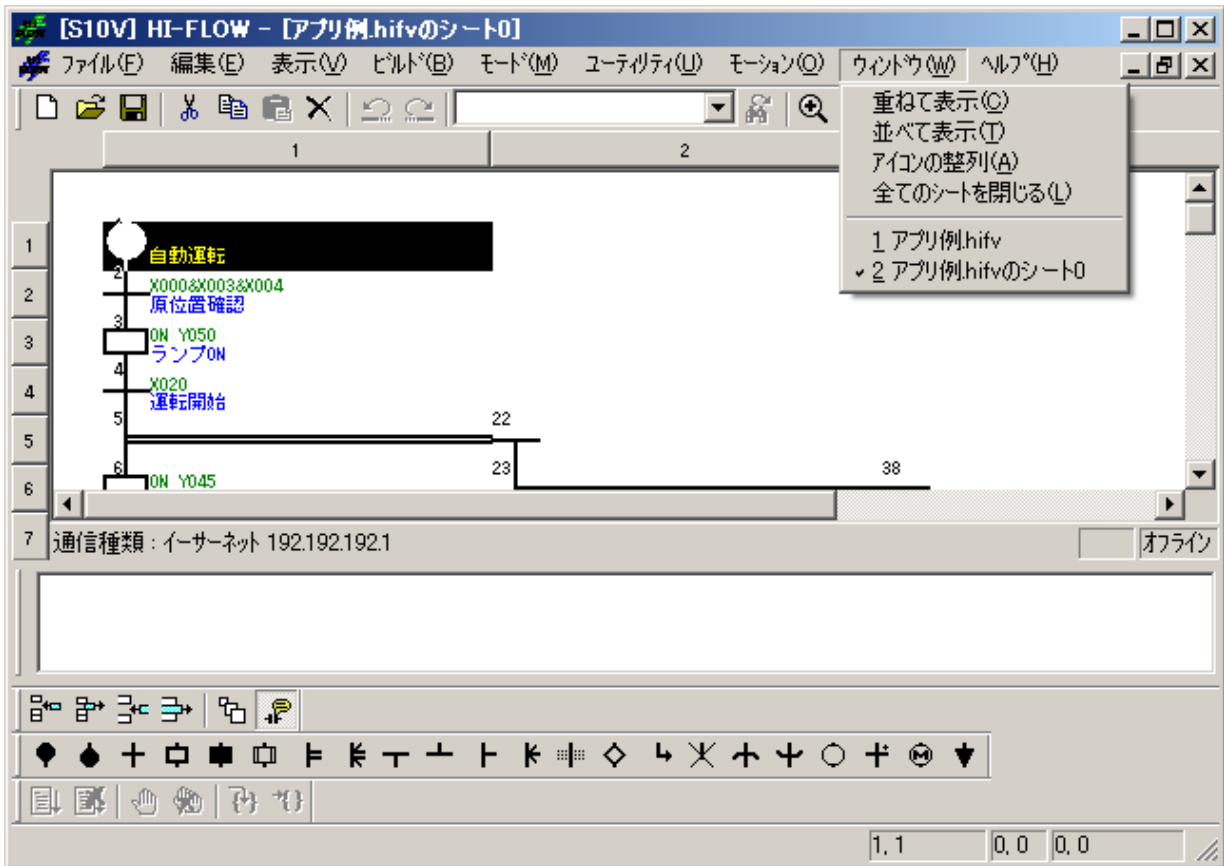 [S10V] HI-FLOW - [アプリ例.hifvのシート0]
ファイル(F) 編集(E) 表示(V) ビルド(B) モード(M) ユーティリティ(U) モーション(O) ウィンドウ(W) ヘルプ(H)
重ねて表示(C)
並べて表示(T)
アイコンの整列(A)
全てのシートを閉じる(L)
1 アプリ例.hifv
✓ 2 アプリ例.hifvのシート0
1 2
1
自動運転
2
2
X000&X003&X004
原位置確認
3
3
ON Y050
ランプON
4
4
X020
運転開始
5 22
5
6 23 38
6
ON Y045
7
通信種類 : イーサーネット 192.192.192.1 オフライン
1, 1 0, 0 0, 0